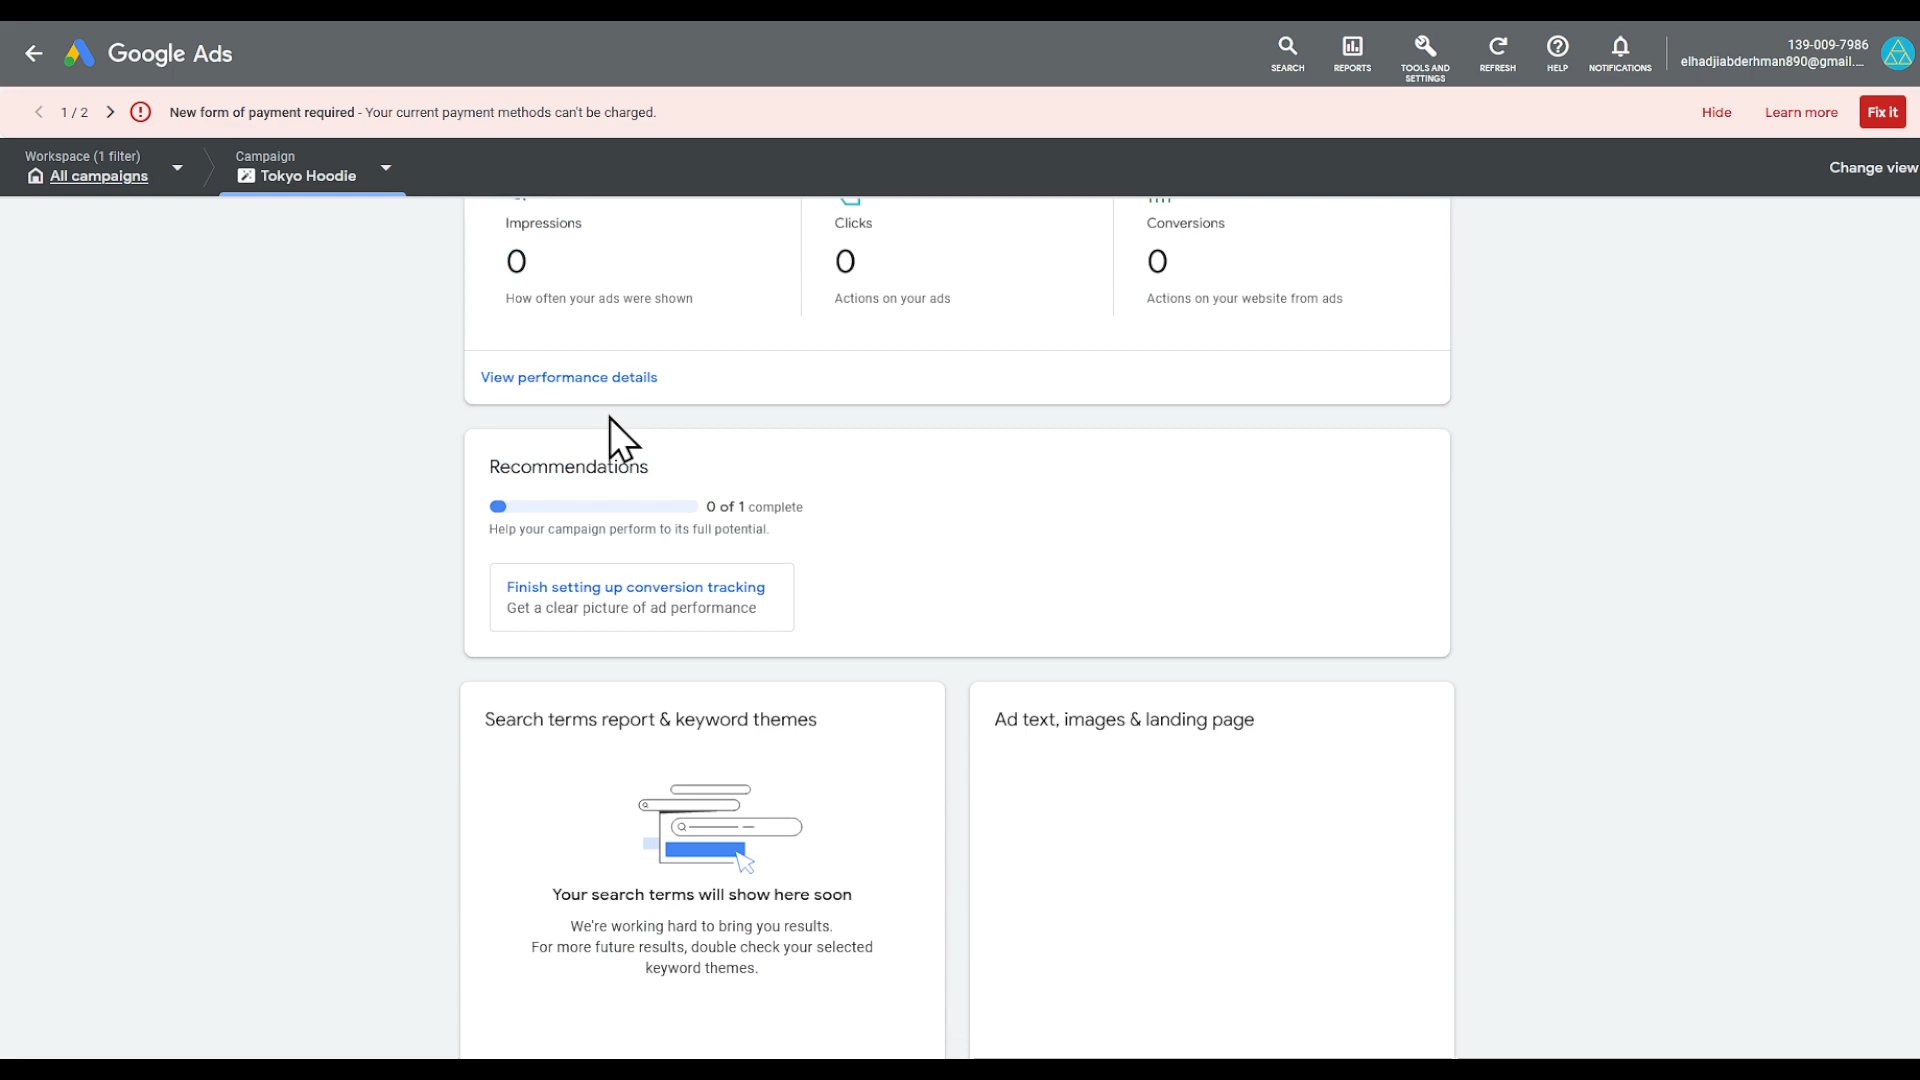 Google Ads
SEARCH
REPORTS
TOOLS AND
SETTINGS
REFRESH
HELP
NOTIFICATIONS
139-009-7986
elhadjiabderhman890@gmail....
1 / 2
New form of payment required - Your current payment methods can't be charged.
Hide
Learn more
Fix it
Workspace (1 filter)
All campaigns
Campaign
Tokyo Hoodie
Change view
Impressions
0
How often your ads were shown
Clicks
0
Actions on your ads
Conversions
0
Actions on your website from ads
View performance details
Recommendations
0 of 1 complete
Help your campaign perform to its full potential.
Finish setting up conversion tracking
Get a clear picture of ad performance
Search terms report & keyword themes
Your search terms will show here soon
We're working hard to bring you results.
For more future results, double check your selected
keyword themes.
Ad text, images & landing page